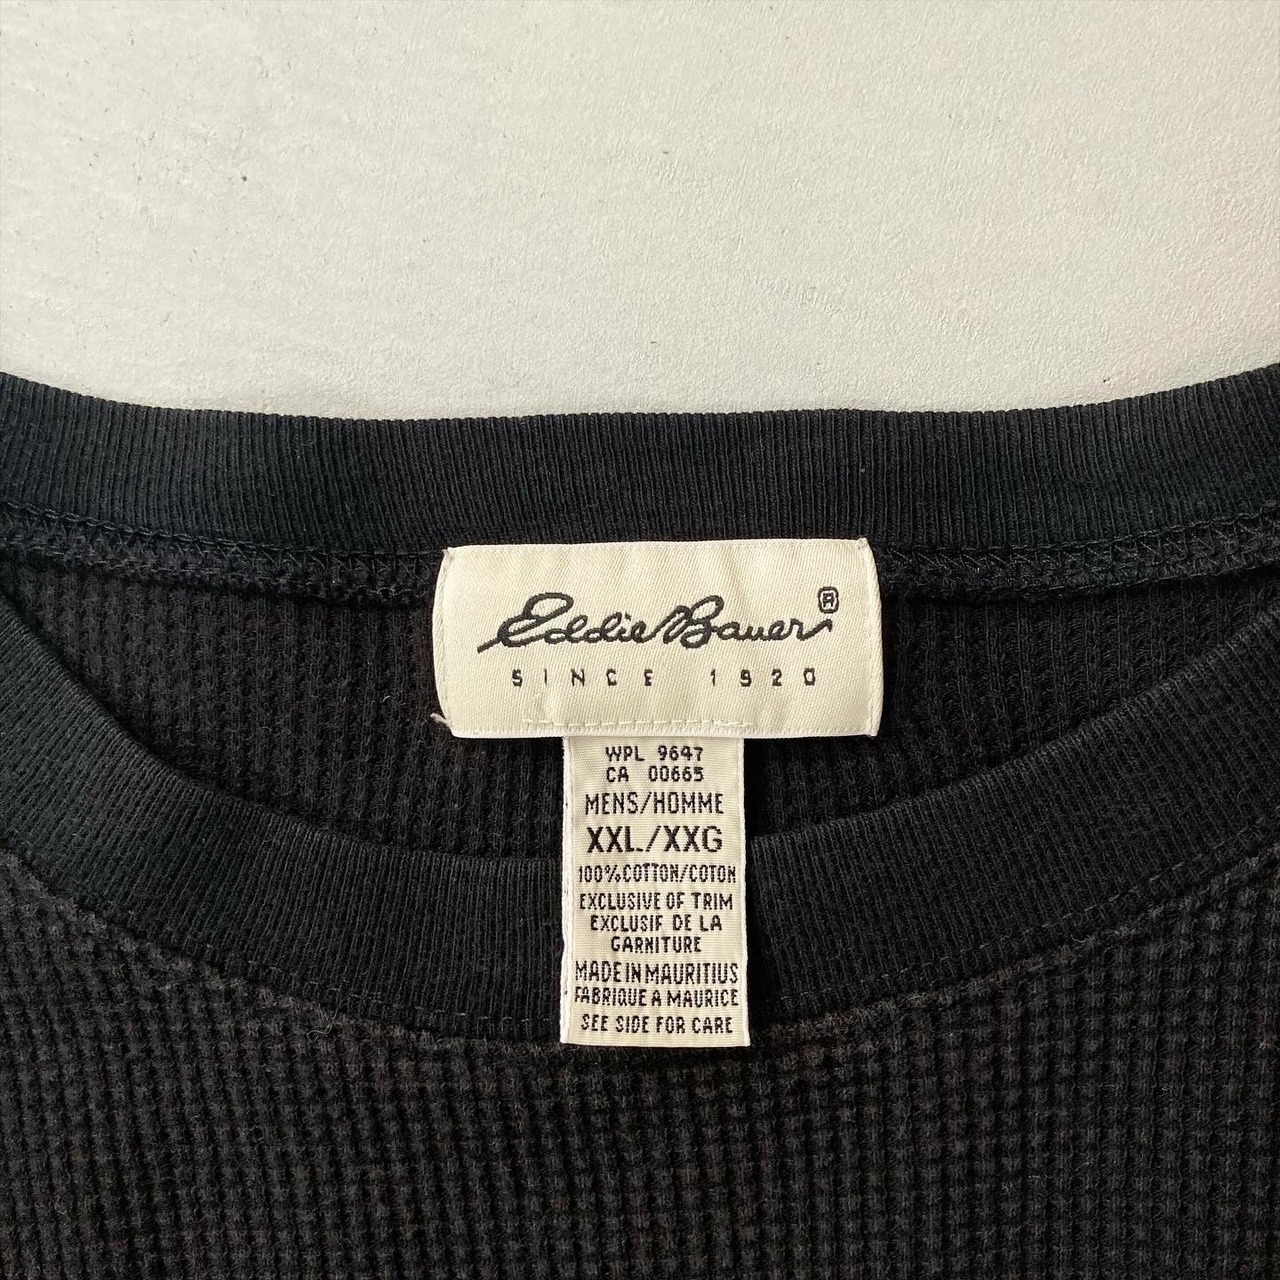 Eddie Bauer ®
SINCE 1920
WPL 9647
CA 00665
MENS/HOMME
XXL./XXG
100% COTTON/COTON
EXCLUSIVE OF TRIM
EXCLUSIF DE LA
GARNITURE
MADE IN MAURITIUS
FABRIQUE A MAURICE
SEE SIDE FOR CARE